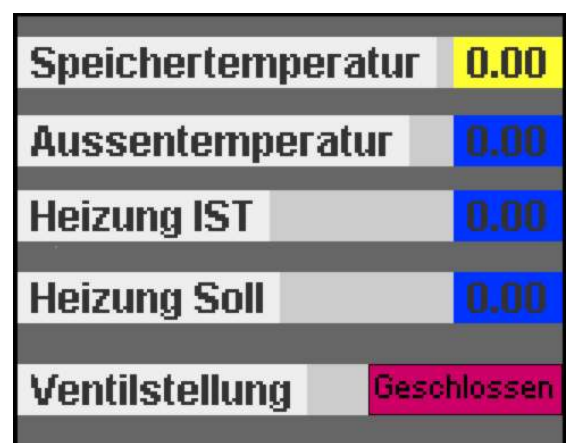 Speichertemperatur 0.00
Aussentemperatur 0.00
Heizung IST 0.00
Heizung Soll 0.00
Ventilstellung Geschlossen